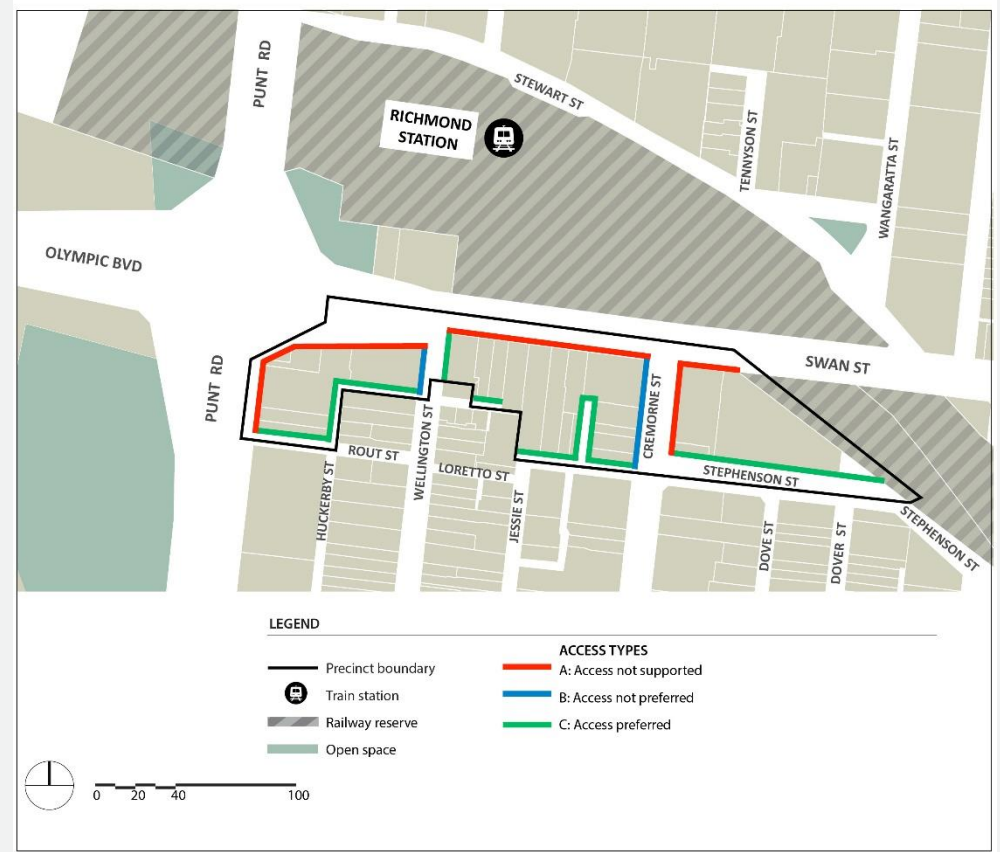 PUNT RD
STEWART ST
RICHMOND
STATION
TENNYSON ST
WANGARATTA ST
OLYMPIC BVD
SWAN ST
PUNT RD
CREMORNE ST
WELLINGTON ST
ROUT ST
LORETTO ST
STEPHENSON ST
HUCKERBY ST
JESSIE ST
DOVE ST
DOVER ST
STEPHENSON ST
LEGEND
Precinct boundary
Train station
Railway reserve
Open space
ACCESS TYPES
A: Access not supported
B: Access not preferred
C: Access preferred
0 20 40 100